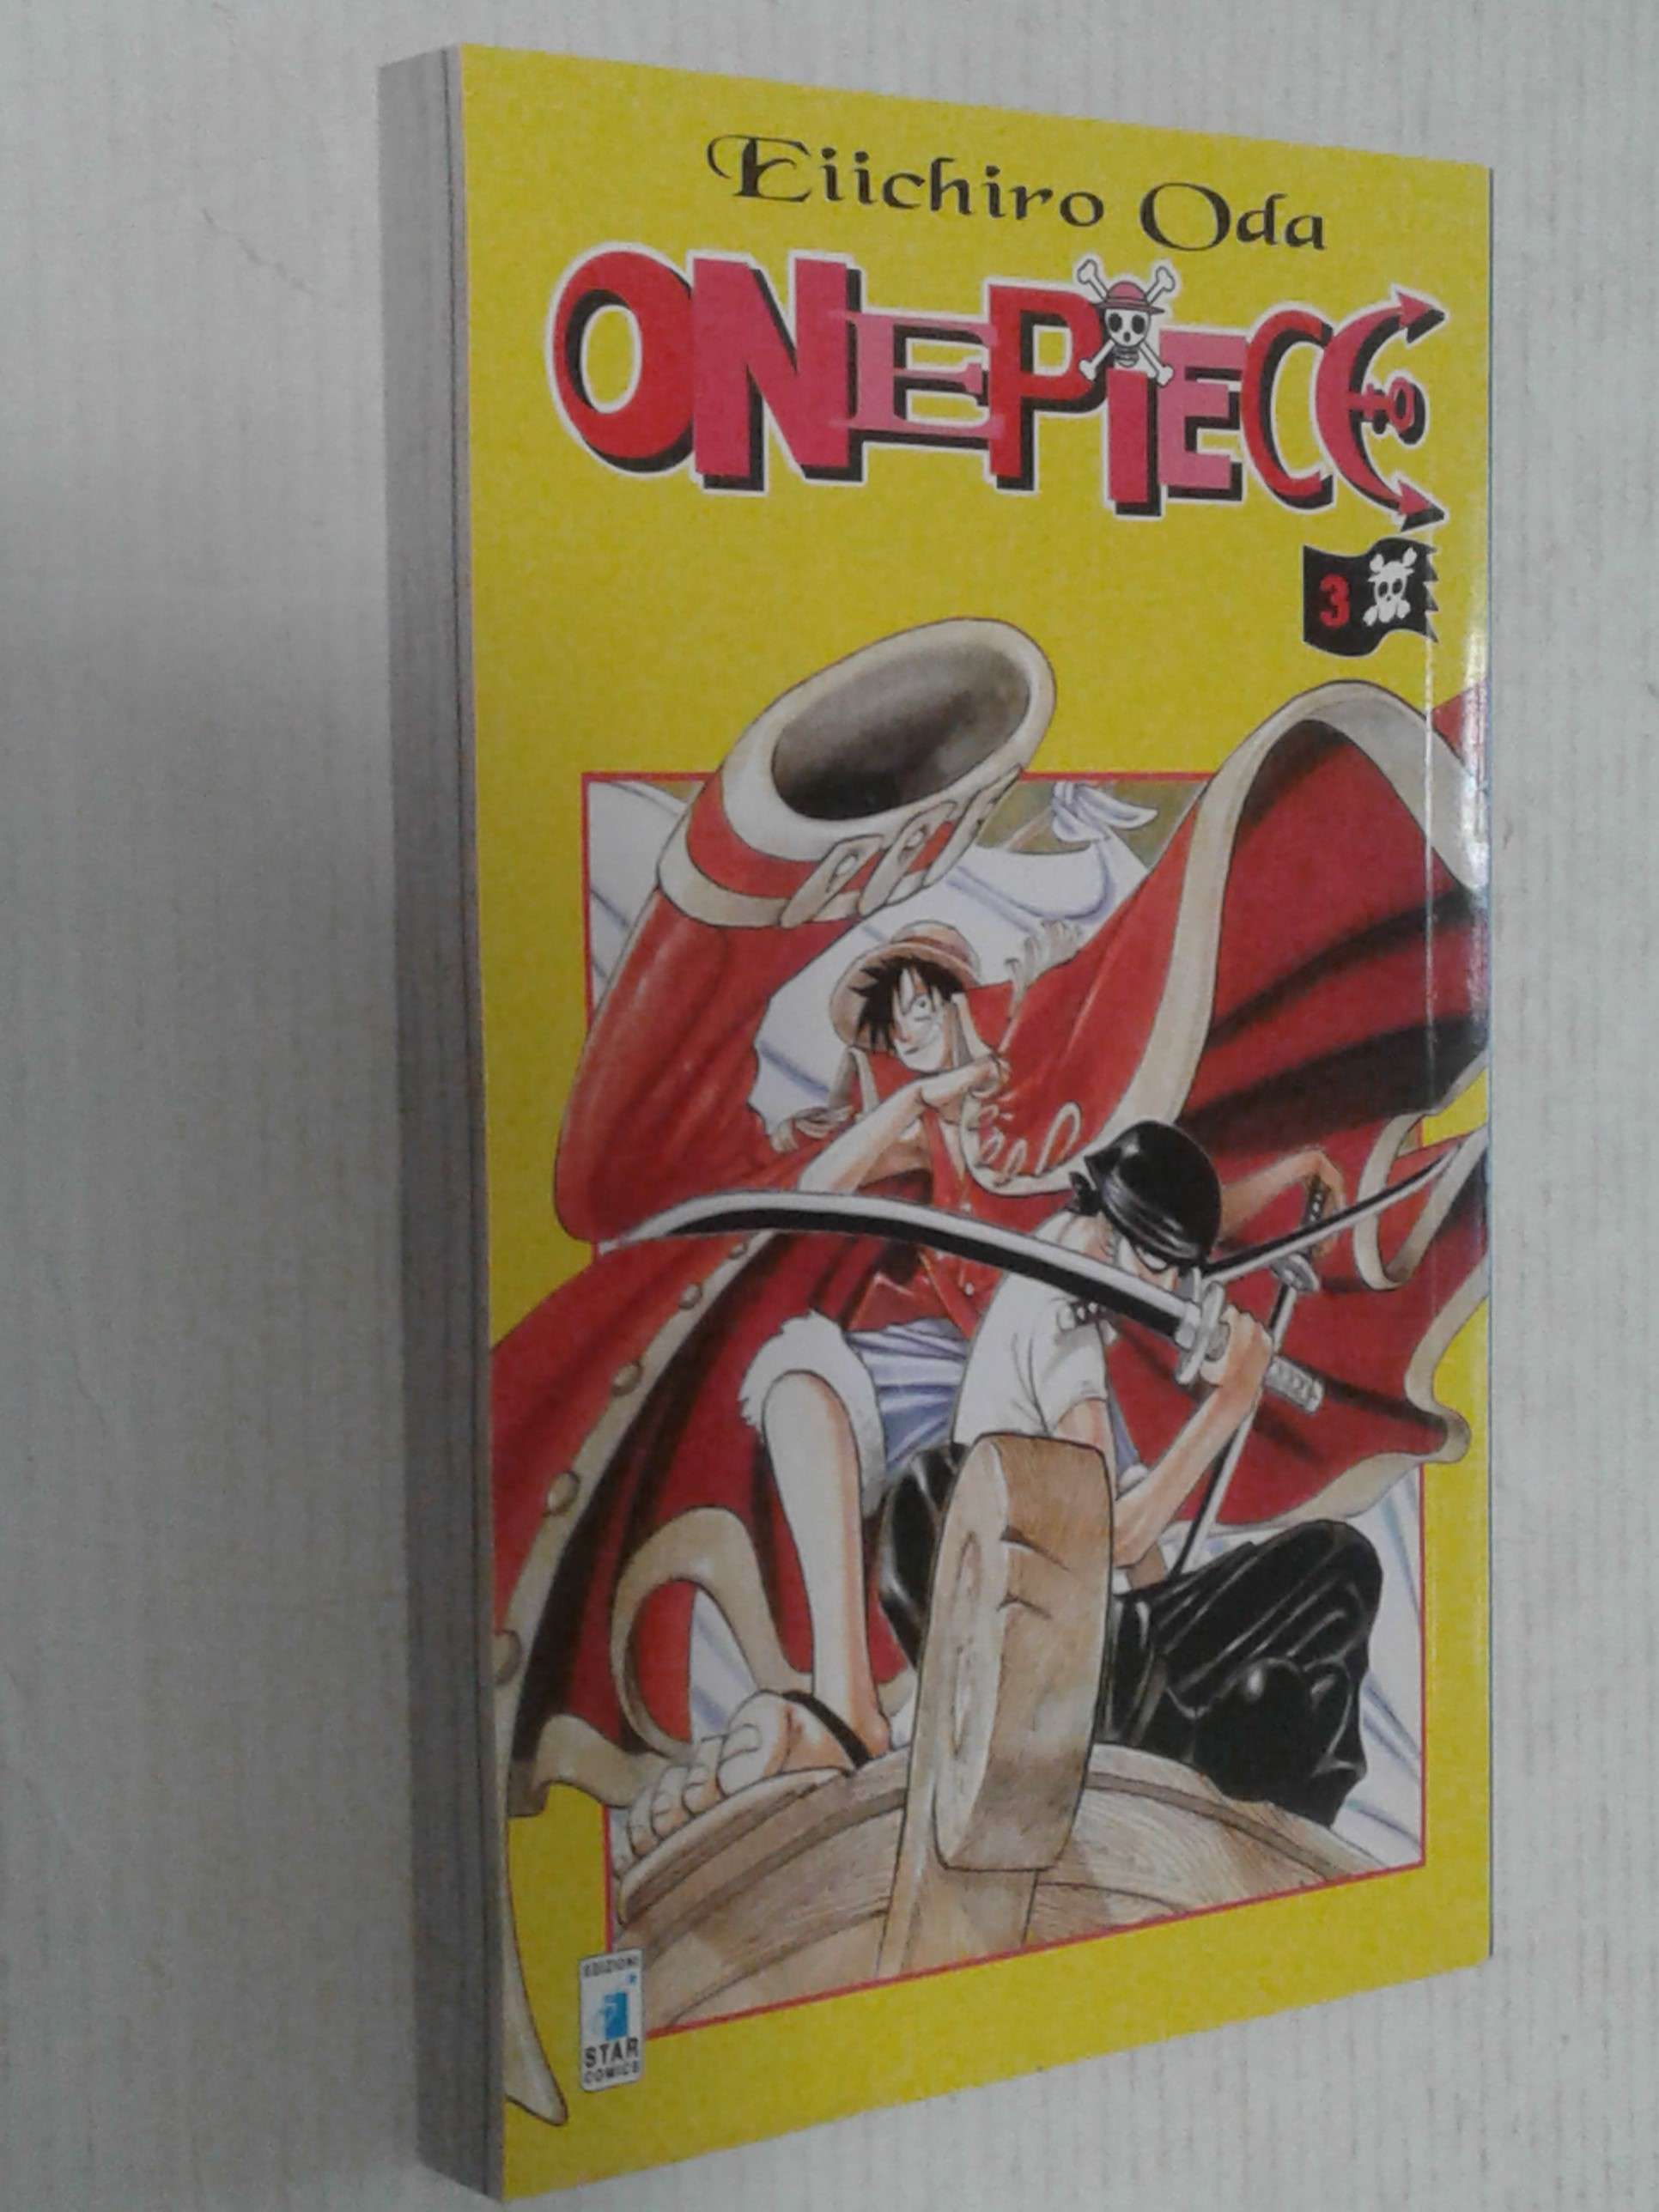 Eiichiro Oda
ONE PIECE
3
EDIZIONI
STAR
COMICS